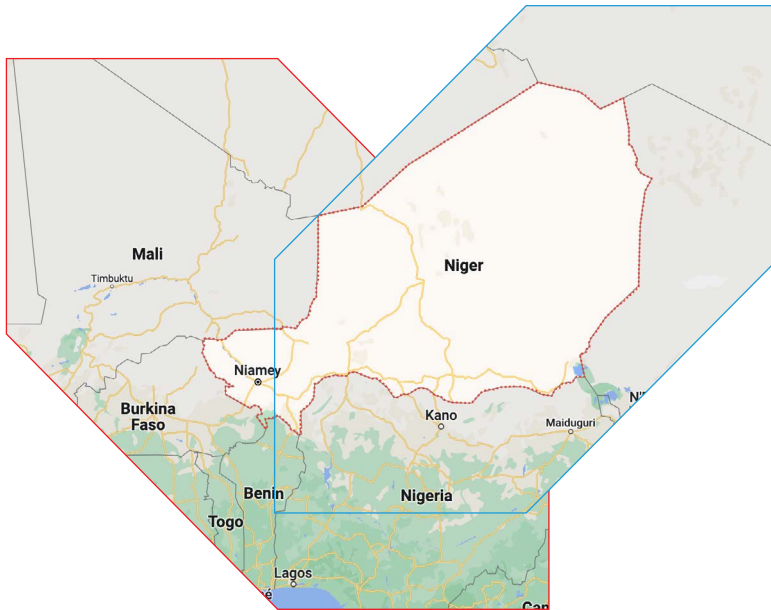 Mali
Timbuktu
Niger
Niamey
Burkina
Faso
Kano
Maiduguri
Benin
Nigeria
Togo
Lagos